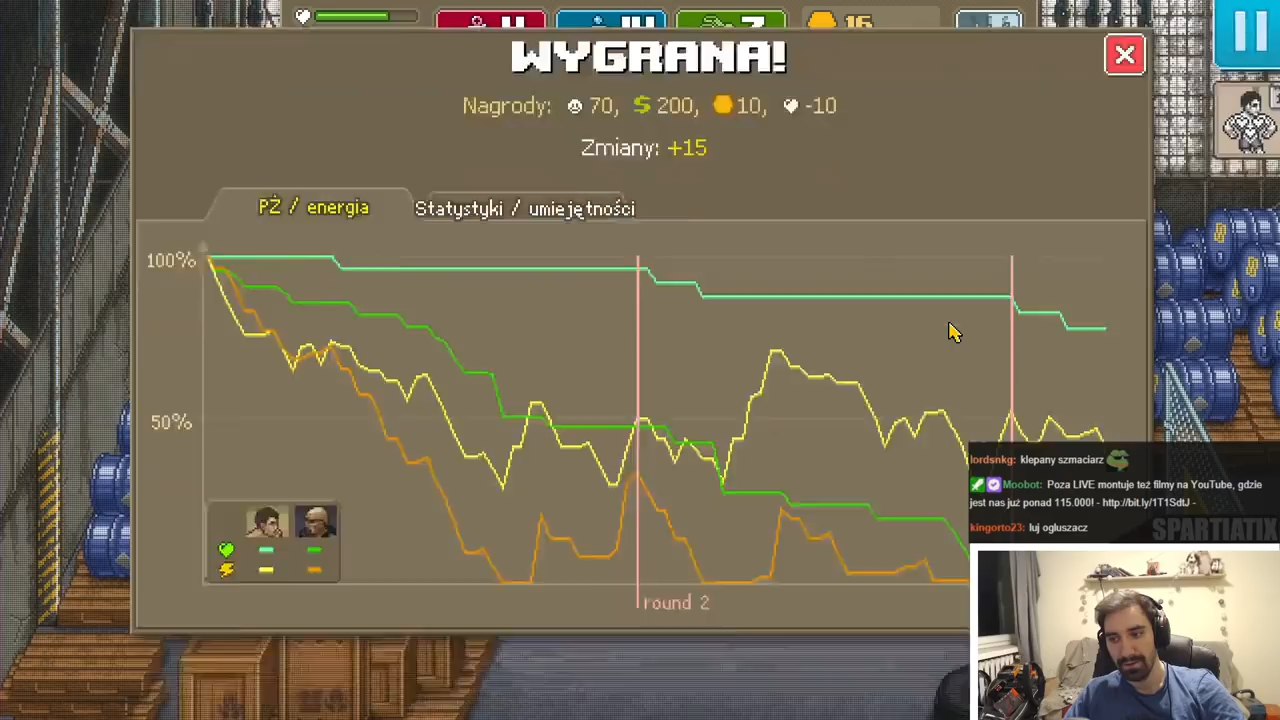 16
WYGRANA!
Nagrody: 70, $ 200, 10, -10
Zmiany: +15
PŻ / energia
Statystyki / umiejętności
100%
50%
round 2
lordsnkg: klepany szmaciarz
Moobot: Poza LIVE montuje też filmy na YouTube, gdzie
jest nas już ponad 115.000! - http://bit.ly/1T1SdtJ -
kingorto23: luj ogluszacz
SPARTIATIX